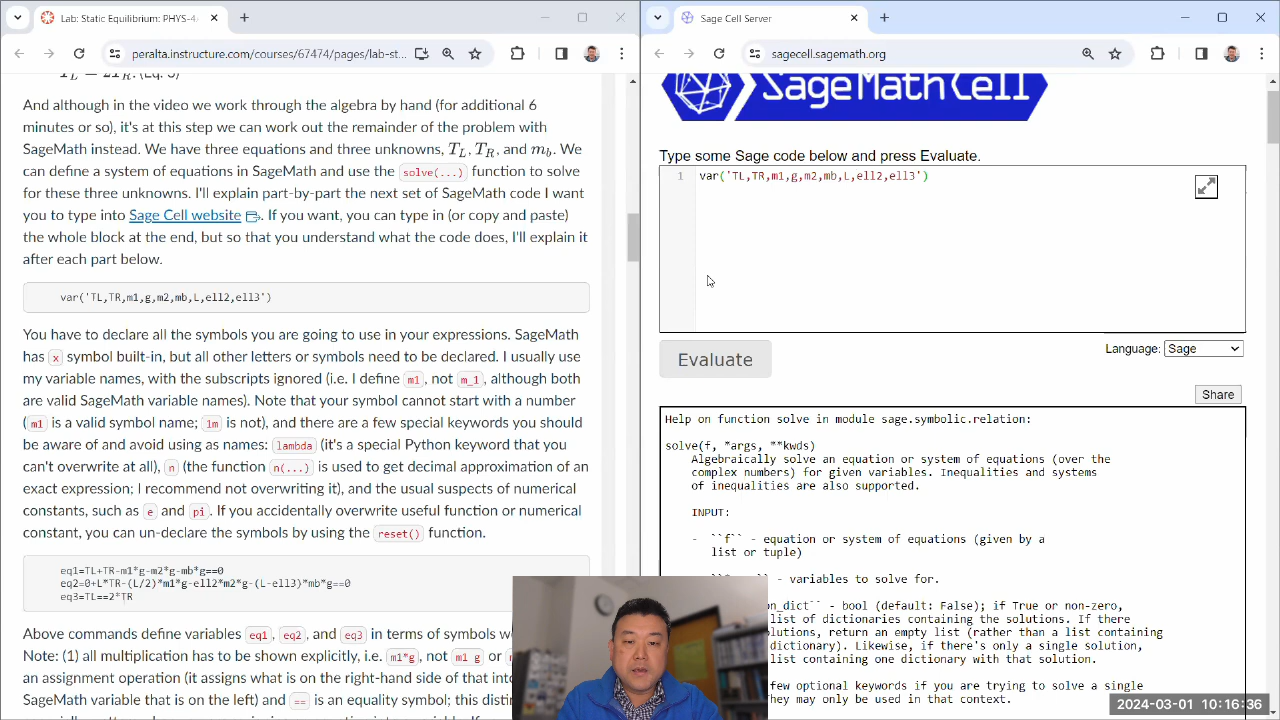 Lab: Static Equilibrium: PHYS-4
Sage Cell Server
peralta.instructure.com/courses/67474/pages/lab-st...
sagecell.sagemath.org
And although in the video we work through the algebra by hand (for additional 6
minutes or so), it's at this step we can work out the remainder of the problem with
SageMath instead. We have three equations and three unknowns, T_L, T_R, and m_b. We
can define a system of equations in SageMath and use the solve(...) function to solve
for these three unknowns. I'll explain part-by-part the next set of SageMath code I want
you to type into Sage Cell website. If you want, you can type in (or copy and paste)
the whole block at the end, but so that you understand what the code does, I'll explain it
after each part below.
var('TL,TR,m1,g,m2,mb,L,ell2,ell3')
You have to declare all the symbols you are going to use in your expressions. SageMath
has x symbol built-in, but all other letters or symbols need to be declared. I usually use
my variable names, with the subscripts ignored (i.e. I define m1, not m_1, although both
are valid SageMath variable names). Note that your symbol cannot start with a number
(m1 is a valid symbol name; 1m is not), and there are a few special keywords you should
be aware of and avoid using as names: lambda (it's a special Python keyword that you
can't overwrite at all), n (the function n(...) is used to get decimal approximation of an
exact expression; I recommend not overwriting it), and the usual suspects of numerical
constants, such as e and pi. If you accidentally overwrite useful function or numerical
constant, you can un-declare the symbols by using the reset() function.
eq1=TL+TR-m1*g-m2*g-mb*g==0
eq2=0+L*TR-(L/2)*m1*g-ell2*m2*g-(L-ell3)*mb*g==0
eq3=TL==2*TR
Above commands define variables eq1, eq2, and eq3 in terms of symbols
Note: (1) all multiplication has to be shown explicitly, i.e. m1*g, not m1 g or
an assignment operation (it assigns what is on the right-hand side of that into
SageMath variable that is on the left) and == is an equality symbol; this
SageMathCell
Type some Sage code below and press Evaluate.
1 var('TL,TR,m1,g,m2,mb,L,ell2,ell3')
Evaluate
Language: Sage
Share
Help on function solve in module sage.symbolic.relation:
solve(f, *args, **kwds)
Algebraically solve an equation or system of equations (over the
complex numbers) for given variables. Inequalities and systems
of inequalities are also supported.
INPUT:
- ``f`` - equation or system of equations (given by a
list or tuple)
- variables to solve for.
_dict`` - bool (default: False); if True or non-zero,
list of dictionaries containing the solutions. If there
return an empty list (rather than a list containing
dictionary). Likewise, if there's only a single solution,
list containing one dictionary with that solution.
few optional keywords if you are trying to solve a single
may only be used in that context.
2024-03-01 10:16:36